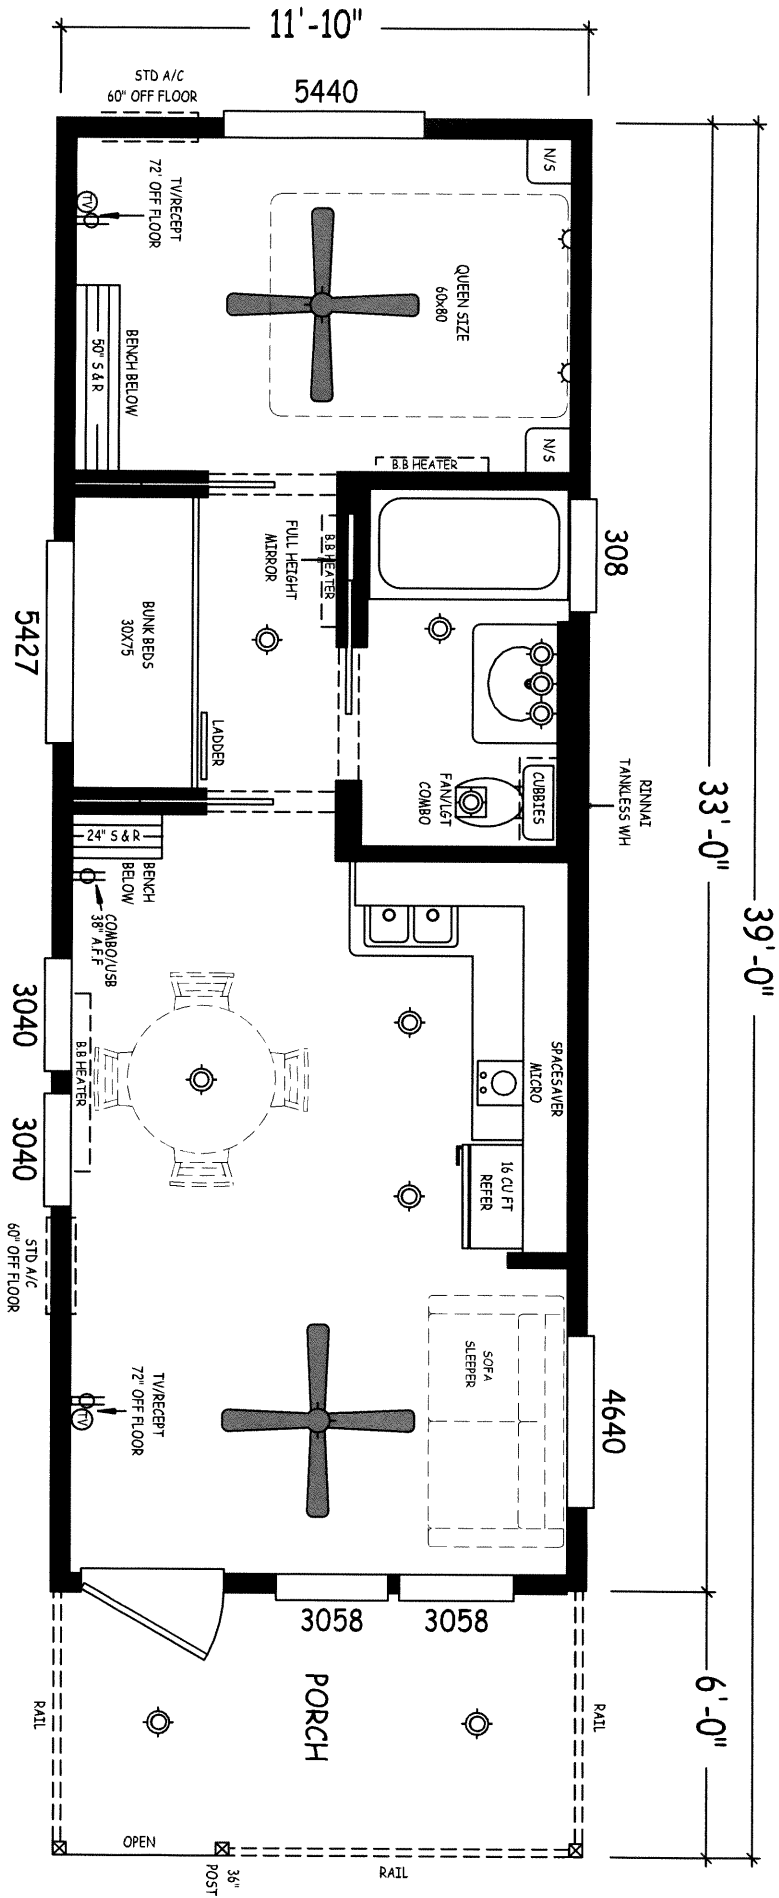 11'-10"
STD A/C
60" OFF FLOOR
5440
N/S
TV/RECEPT
72' OFF FLOOR
TV
QUEEN SIZE
60x80
BENCH BELOW
50" S & R
N/S
B.B HEATER
308
FULL HEIGHT
MIRROR
B.B HEATER
5427
BUNK BEDS
30X75
LADDER
FAN/LGT
COMBO
CUBBIES
RINNAI
TANKLESS WH
33'-0"
39'-0"
24" S & R
BENCH
BELOW
COMBO/USB
38" A.F.F
3040
B.B HEATER
3040
SPACESAVER
MICRO
16 CU FT
REFER
STD A/C
60" OFF FLOOR
SOFA
SLEEPER
4640
TV/RECEPT
72" OFF FLOOR
TV
3058
3058
PORCH
6'-0"
RAIL
RAIL
OPEN
36"
POST
RAIL